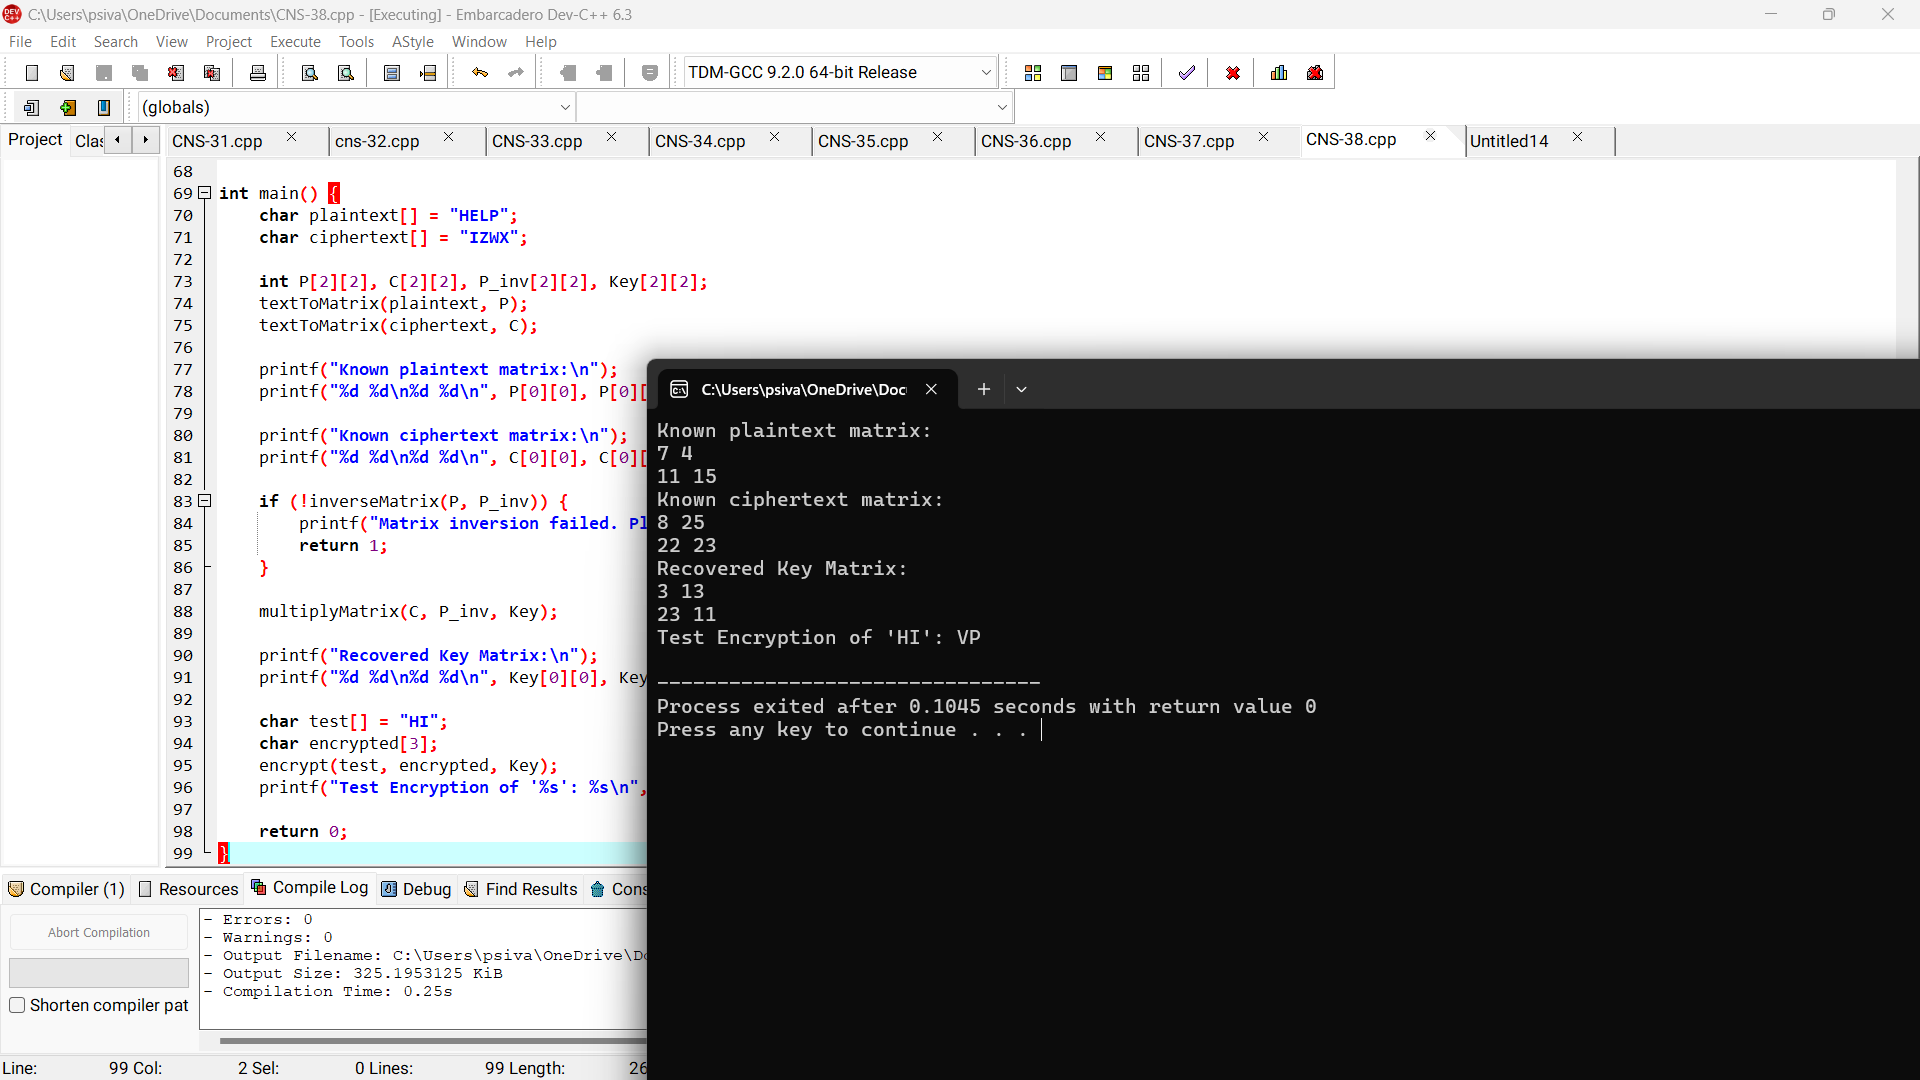 C:\Users\psiva\OneDrive\Documents\CNS-38.cpp - [Executing] - Embarcadero Dev-C++ 6.3
File Edit Search View Project Execute Tools AStyle Window Help
TDM-GCC 9.2.0 64-bit Release
(globals)
Project Clas CNS-31.cpp cns-32.cpp CNS-33.cpp CNS-34.cpp CNS-35.cpp CNS-36.cpp CNS-37.cpp CNS-38.cpp Untitled14
68
69 int main() {
70 char plaintext[] = "HELP";
71 char ciphertext[] = "IZWX";
72
73 int P[2][2], C[2][2], P_inv[2][2], Key[2][2];
74 textToMatrix(plaintext, P);
75 textToMatrix(ciphertext, C);
76
77 printf("Known plaintext matrix:\n");
78 printf("%d %d\n%d %d\n", P[0][0], P[0][
79
80 printf("Known ciphertext matrix:\n");
81 printf("%d %d\n%d %d\n", C[0][0], C[0][
82
83 if (!inverseMatrix(P, P_inv)) {
84 printf("Matrix inversion failed. Pl
85 return 1;
86 }
87
88 multiplyMatrix(C, P_inv, Key);
89
90 printf("Recovered Key Matrix:\n");
91 printf("%d %d\n%d %d\n", Key[0][0], Key
92
93 char test[] = "HI";
94 char encrypted[3];
95 encrypt(test, encrypted, Key);
96 printf("Test Encryption of '%s': %s\n",
97
98 return 0;
99 }
C:\Users\psiva\OneDrive\Doc
Known plaintext matrix:
7 4
11 15
Known ciphertext matrix:
8 25
22 23
Recovered Key Matrix:
3 13
23 11
Test Encryption of 'HI': VP
--------------------------------
Process exited after 0.1045 seconds with return value 0
Press any key to continue . . .
Compiler (1) Resources Compile Log Debug Find Results Cons
Abort Compilation
Shorten compiler pat
- Errors: 0
- Warnings: 0
- Output Filename: C:\Users\psiva\OneDrive\Do
- Output Size: 325.1953125 KiB
- Compilation Time: 0.25s
Line: 99 Col: 2 Sel: 0 Lines: 99 Length: 26